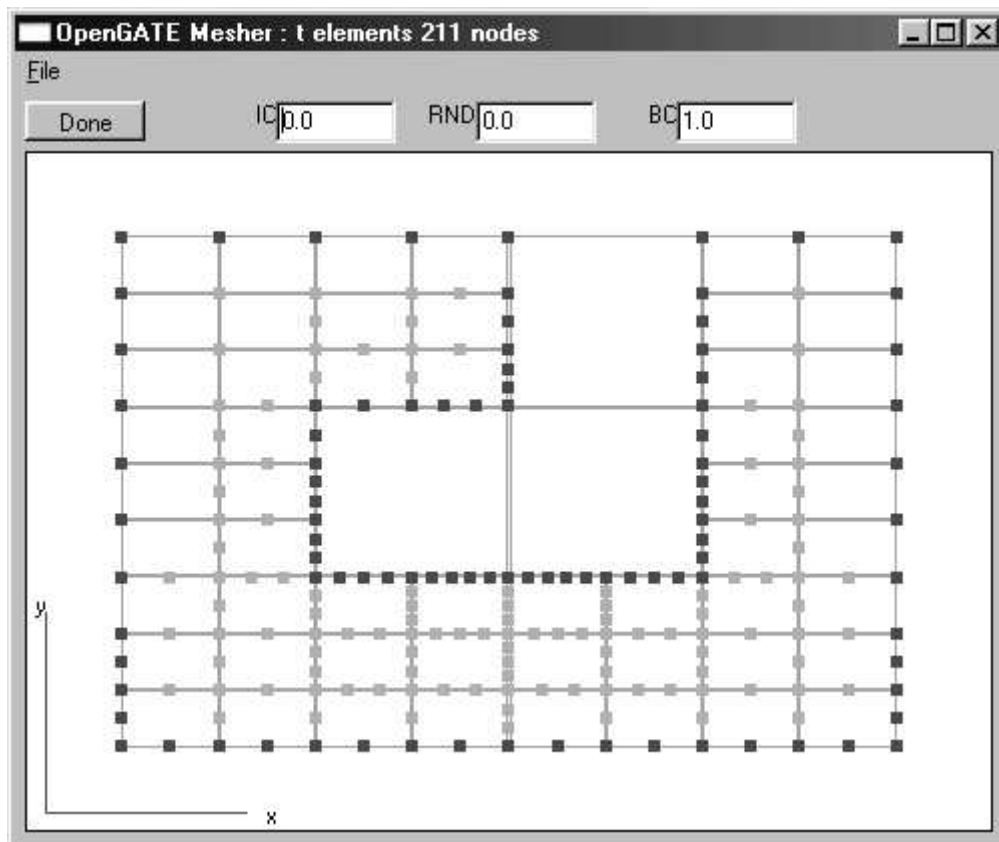 OpenGATE Mesher : t elements 211 nodes
File
Done IC 0.0 RND 0.0 BC 1.0
y
x